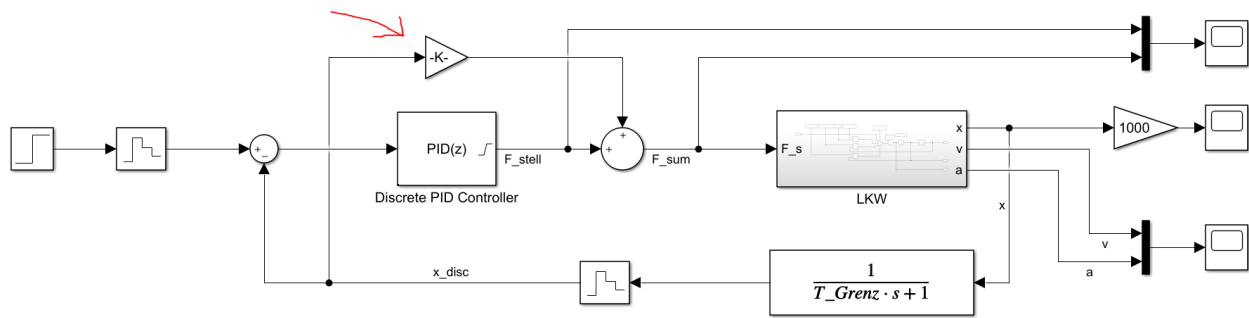 -K-
1000
PID(z)
F_stell
F_sum
F_s
x
v
a
Discrete PID Controller
LKW
x
v
a
x_disc
1
T_Grenz · s + 1